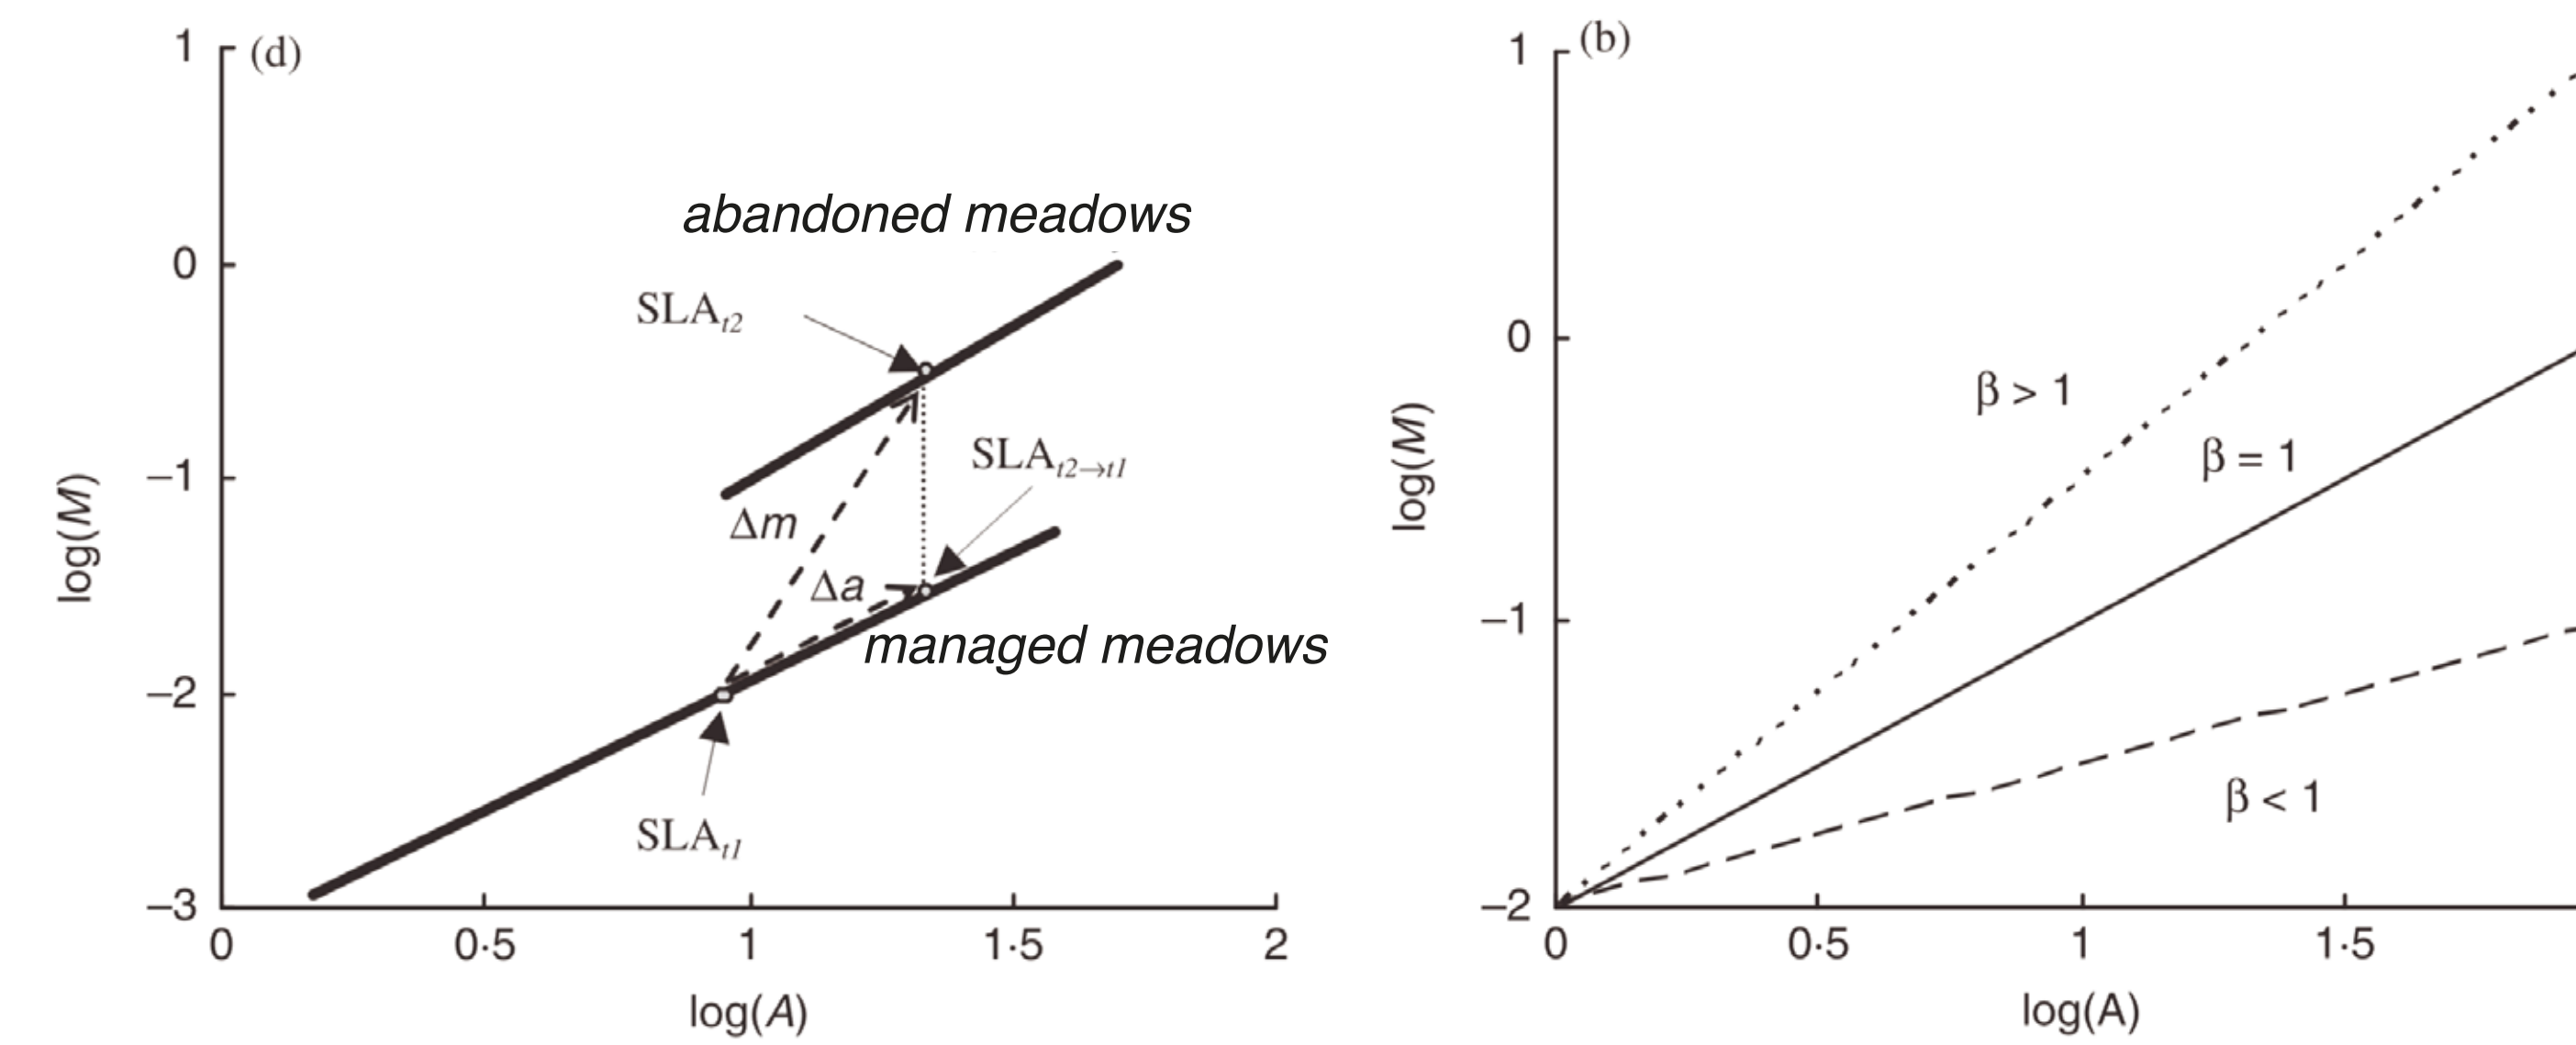 1
(d)
abandoned meadows
0
SLAt2
SLAt2→t1
−1
Δm
Δa
managed meadows
−2
SLAt1
−3
0
0·5
1
1·5
2
log(M)
log(A)
1
(b)
β > 1
0
β = 1
−1
β < 1
−2
0
0·5
1
1·5
log(M)
log(A)